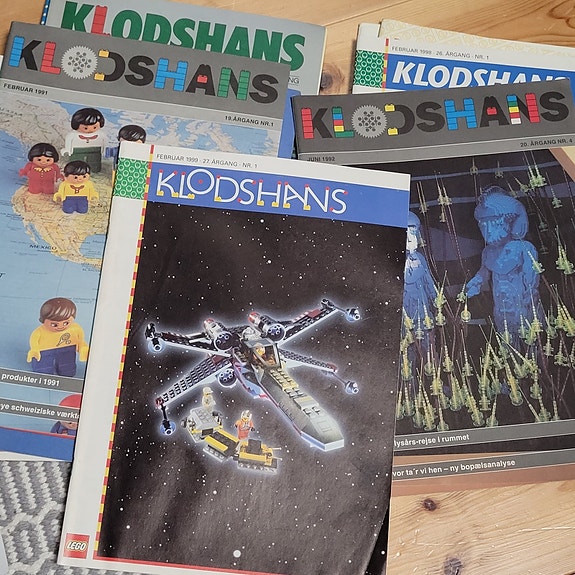 KLODSHANS
KLODSHANS
FEBRUAR 1991
19. ÅRGANG NR. 1
MEXICO
produkter i 1991
ye schweiziske værkt
FEBRUAR 1998 · 26. ÅRGANG · NR. 1
KLODSHANS
KLODSHANS
JUNI 1992
20. ÅRGANG NR. 4
lysårs-rejse i rummet
vor ta´r vi hen – ny bopælsanalyse
FEBRUAR 1999 · 27. ÅRGANG · NR. 1
KLODSHANS
LEGO